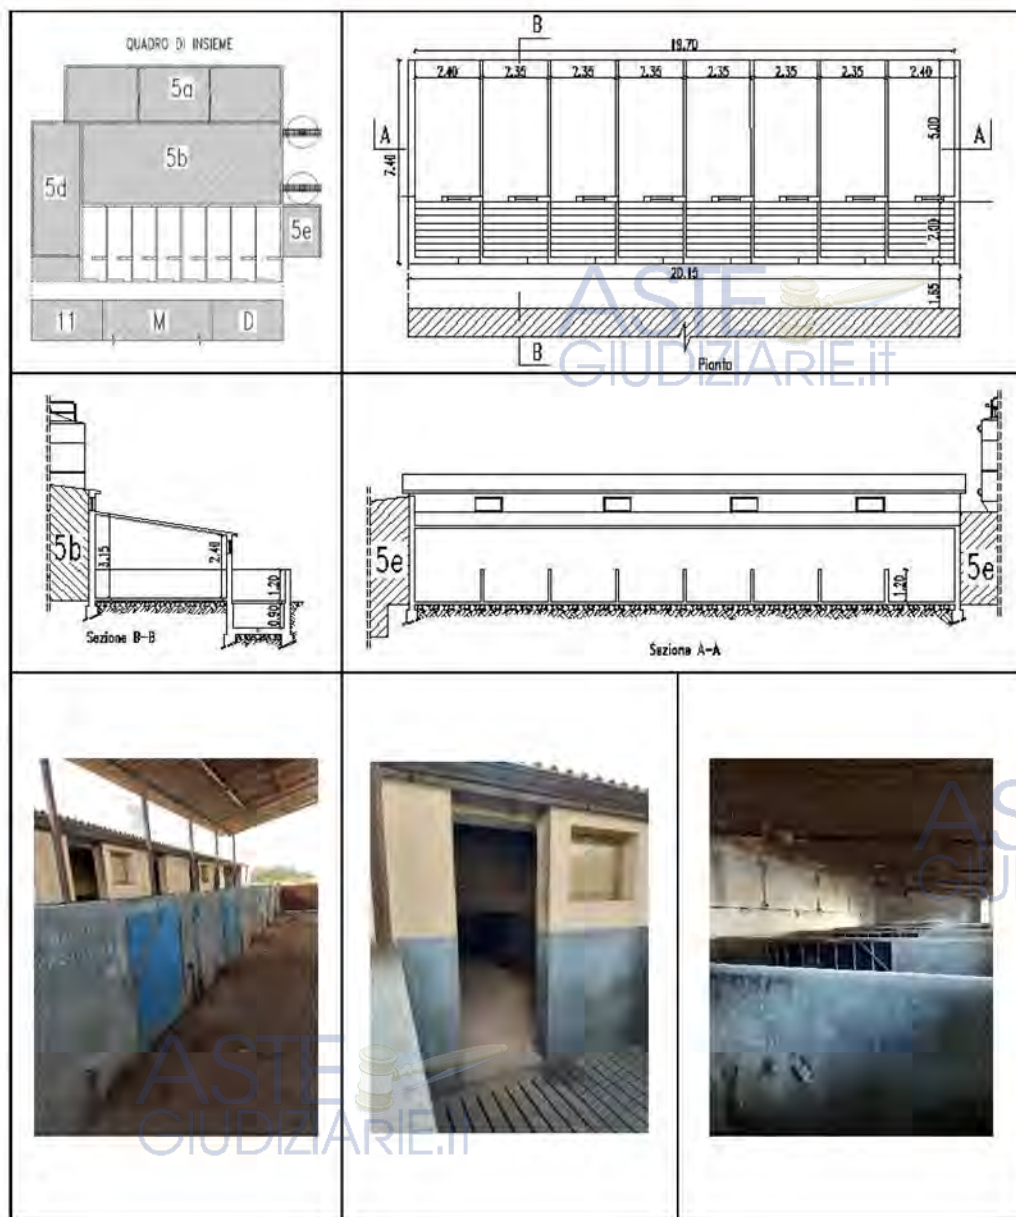 QUADRO DI INSIEME
5a
5b
5d
5e
11 M D
B
19.70
2.40 2.35 2.35 2.35 2.35 2.35 2.35 2.40
A A
5.00
7.40
2.00
20.15
1.65
B
Pianta
ASTE
GIUDIZIARIE.it
5b
3.15
2.40
1.20
0.90
Sezione B-B
5e
5e
1.20
Sezione A-A
ASTE
GIUDIZIARIE.it
AS
GIU